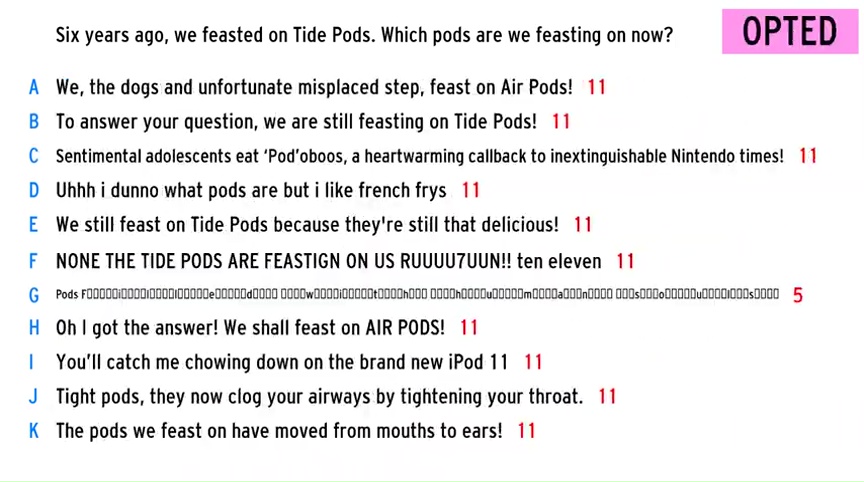 Six years ago, we feasted on Tide Pods. Which pods are we feasting on now?
OPTED
A We, the dogs and unfortunate misplaced step, feast on Air Pods! 11
B To answer your question, we are still feasting on Tide Pods! 11
C Sentimental adolescents eat ‘Pod’oboos, a heartwarming callback to inextinguishable Nintendo times! 11
D Uhhh i dunno what pods are but i like french frys 11
E We still feast on Tide Pods because they're still that delicious! 11
F NONE THE TIDE PODS ARE FEASTIGN ON US RUUUU7UUN!! ten eleven 11
G Pods F 5
H Oh I got the answer! We shall feast on AIR PODS! 11
I You’ll catch me chowing down on the brand new iPod 11 11
J Tight pods, they now clog your airways by tightening your throat. 11
K The pods we feast on have moved from mouths to ears! 11